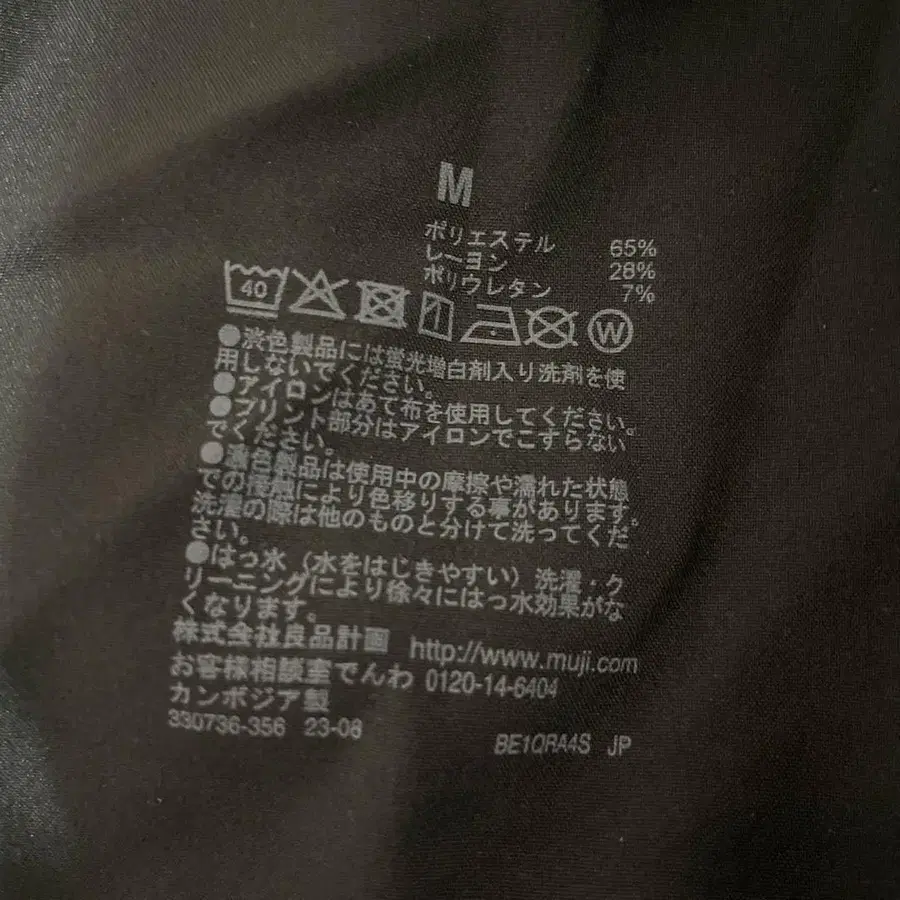 M
ポリエステル 65%
レーヨン 28%
ポリウレタン 7%
40 W
●淡色製品には蛍光増白剤入り洗剤を使
用しないでください。
●アイロンはあて布を使用してください。
●プリント部分はアイロンでこすらない
でください。
●濃色製品は使用中の摩擦や濡れた状態
での接触により色移りする事があります。
洗濯の際は他のものと分けて洗ってくだ
さい。
●はっ水（水をはじきやすい）洗濯・ク
リーニングにより徐々にはっ水効果がな
くなります。
株式会社良品計画 http://www.muji.com
お客様相談室でんわ 0120-14-6404
カンボジア製
330736-356 23-08
BE1QRA4S JP